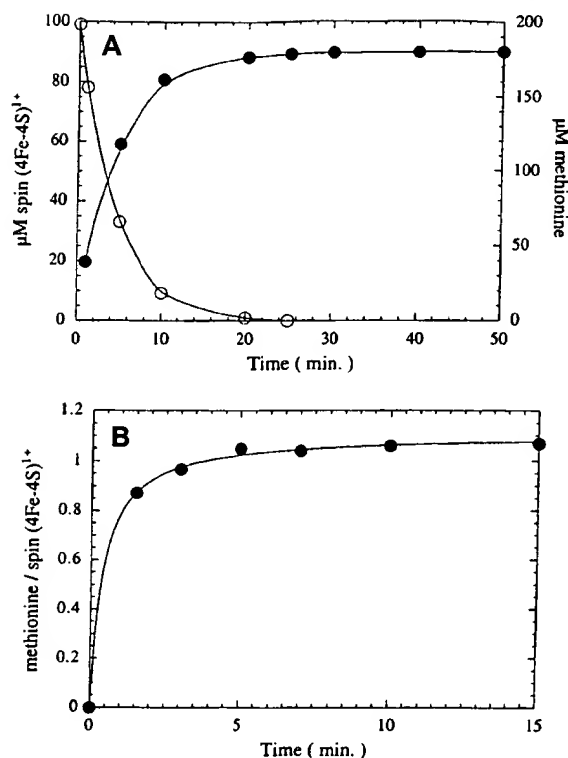 A
100
80
60
40
20
0
µM spin (4Fe-4S)1+
200
150
100
50
0
µM methionine
0 10 20 30 40 50
Time ( min. )
B
1.2
1
0.8
0.6
0.4
0.2
0
methionine / spin (4Fe-4S)1+
0 5 10 15
Time ( min. )